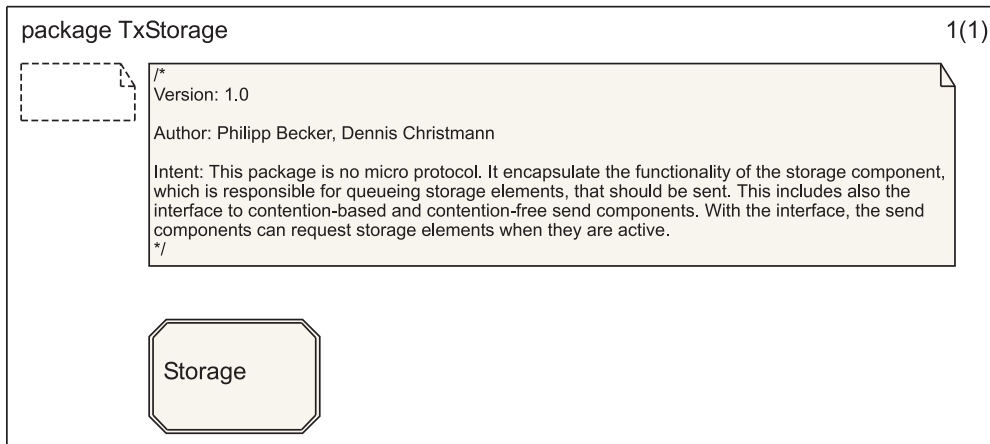 package TxStorage 1(1)
/*
Version: 1.0
Author: Philipp Becker, Dennis Christmann
Intent: This package is no micro protocol. It encapsulate the functionality of the storage component,
which is responsible for queueing storage elements, that should be sent. This includes also the
interface to contention-based and contention-free send components. With the interface, the send
components can request storage elements when they are active.
*/
Storage